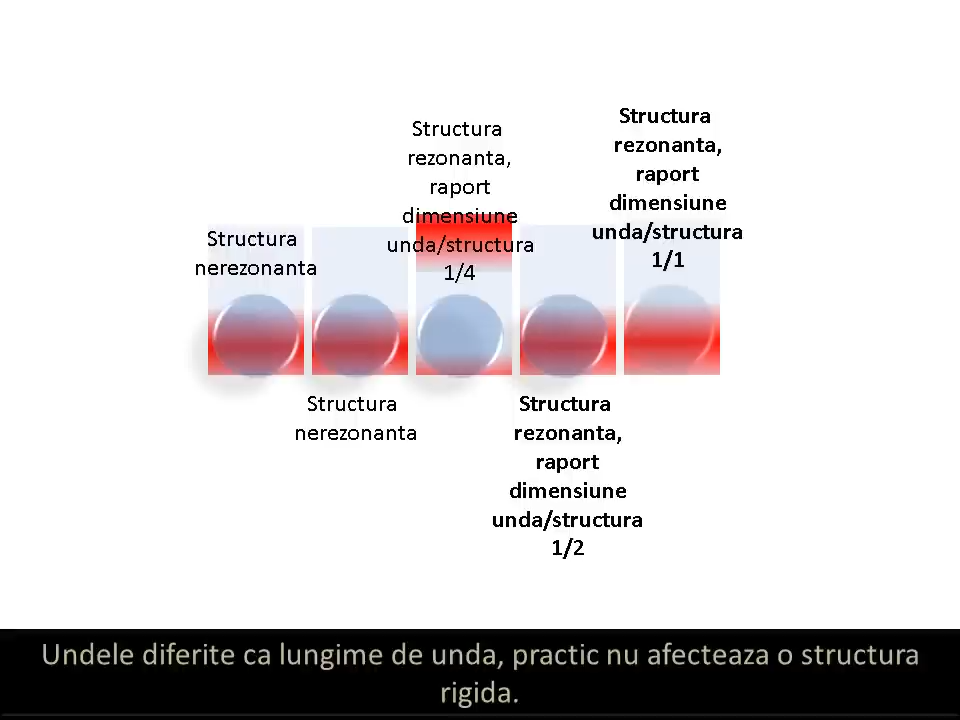 Structura
nerezonanta
Structura
nerezonanta
Structura
rezonanta,
raport
dimensiune
unda/structura
1/4
Structura
rezonanta,
raport
dimensiune
unda/structura
1/2
Structura
rezonanta,
raport
dimensiune
unda/structura
1/1
Undele diferite ca lungime de unda, practic nu afecteaza o structura
rigida.